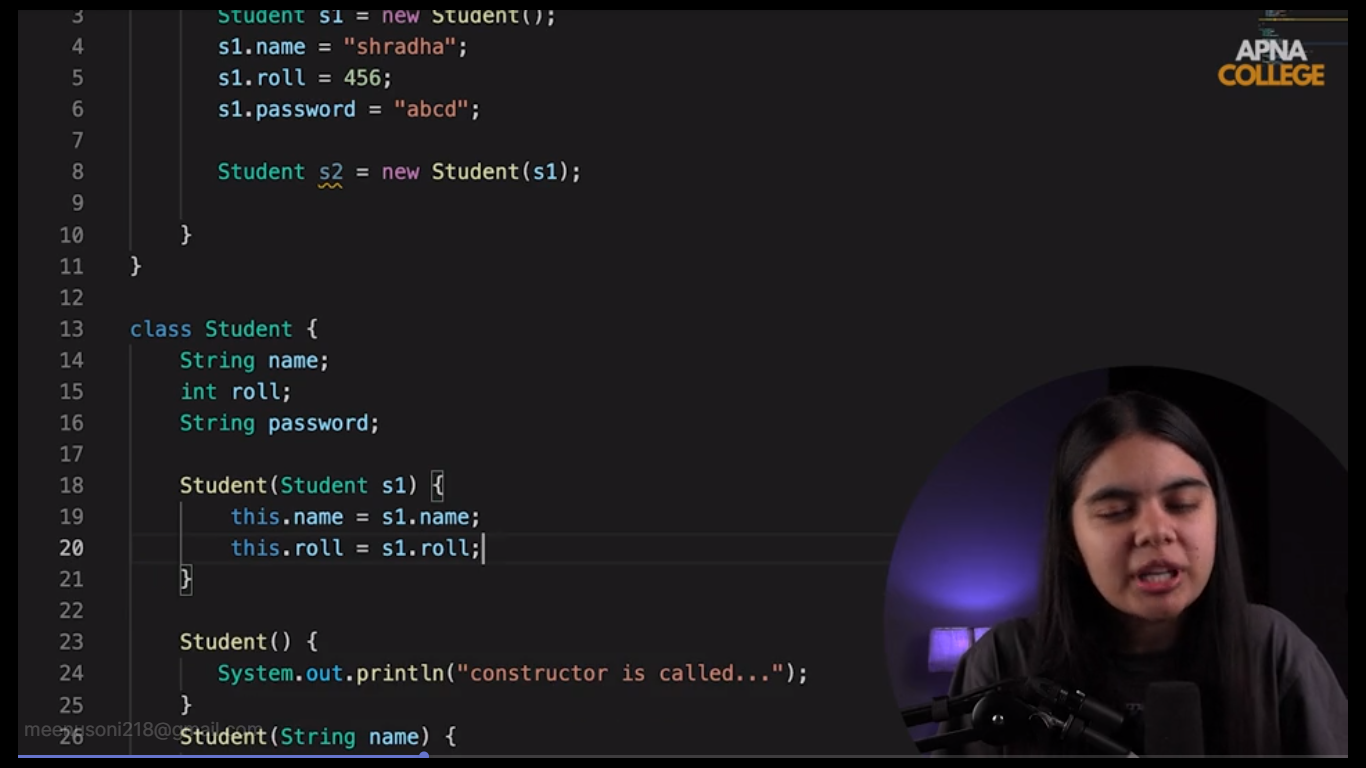 3 Student s1 = new Student();
4 s1.name = "shradha";
5 s1.roll = 456;
6 s1.password = "abcd";
7
8 Student s2 = new Student(s1);
9
10 }
11 }
12
13 class Student {
14 String name;
15 int roll;
16 String password;
17
18 Student(Student s1) {
19 this.name = s1.name;
20 this.roll = s1.roll;
21 }
22
23 Student() {
24 System.out.println("constructor is called...");
25 }
26 Student(String name) {
APNA
COLLEGE
meenusoni218@gmail.com